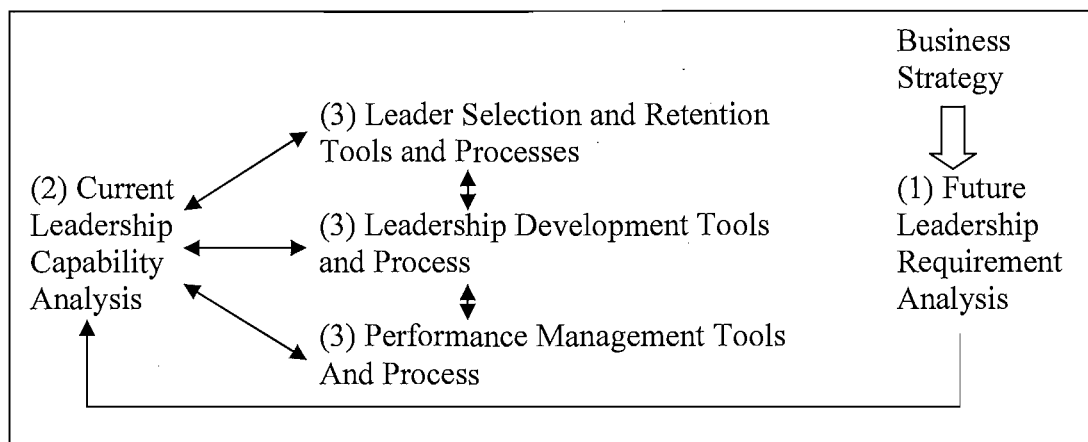 Business
Strategy
(3) Leader Selection and Retention
Tools and Processes
(2) Current
Leadership
Capability
Analysis
(3) Leadership Development Tools
and Process
(1) Future
Leadership
Requirement
Analysis
(3) Performance Management Tools
And Process